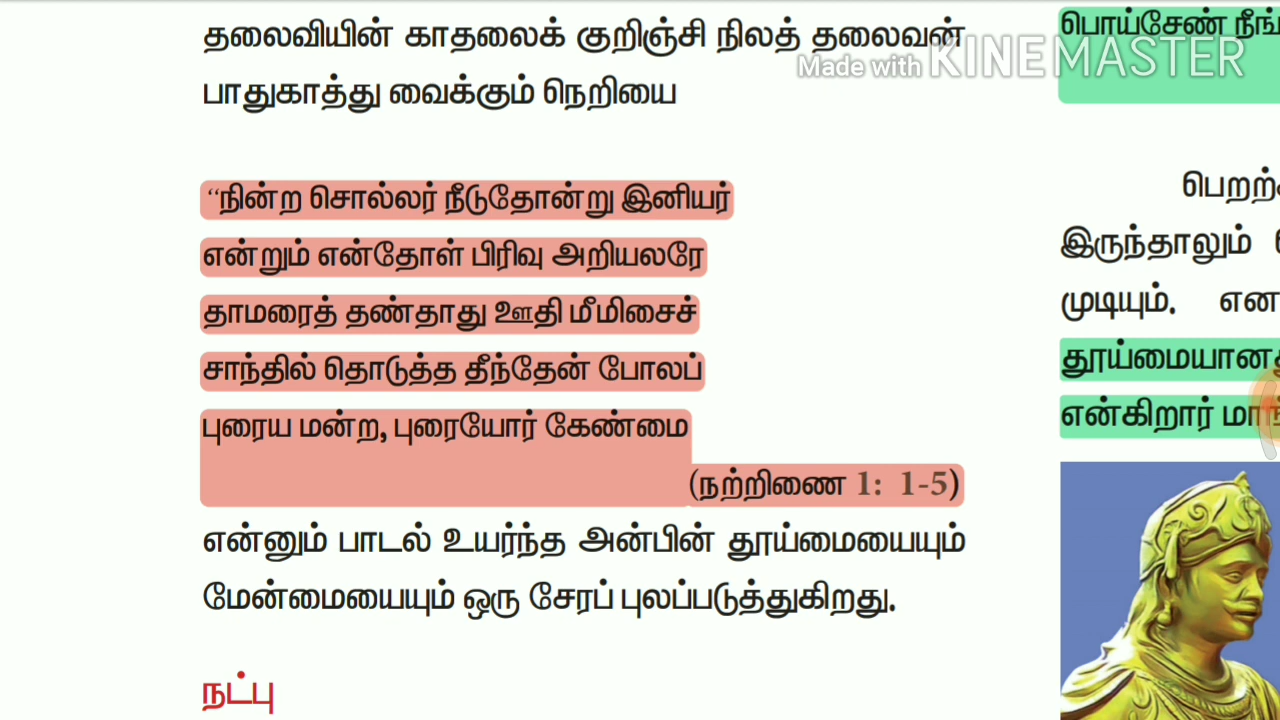 தலைவியின் காதலைக் குறிஞ்சி நிலத் தலைவன்
பாதுகாத்து வைக்கும் நெறியை
“நின்ற சொல்லர் நீடுதோன்று இனியர்
என்றும் என்தோள் பிரிவு அறியலரே
தாமரைத் தண்தாது ஊதி மீமிசைச்
சாந்தில் தொடுத்த தீந்தேன் போலப்
புரைய மன்ற, புரையோர் கேண்மை
(நற்றிணை 1: 1-5)
என்னும் பாடல் உயர்ந்த அன்பின் தூய்மையையும்
மேன்மையையும் ஒரு சேரப் புலப்படுத்துகிறது.
நட்பு
பொய்சேண்
Made with KINEMASTER
இருந்தாலும்
முடியும். என
என்கிறார்